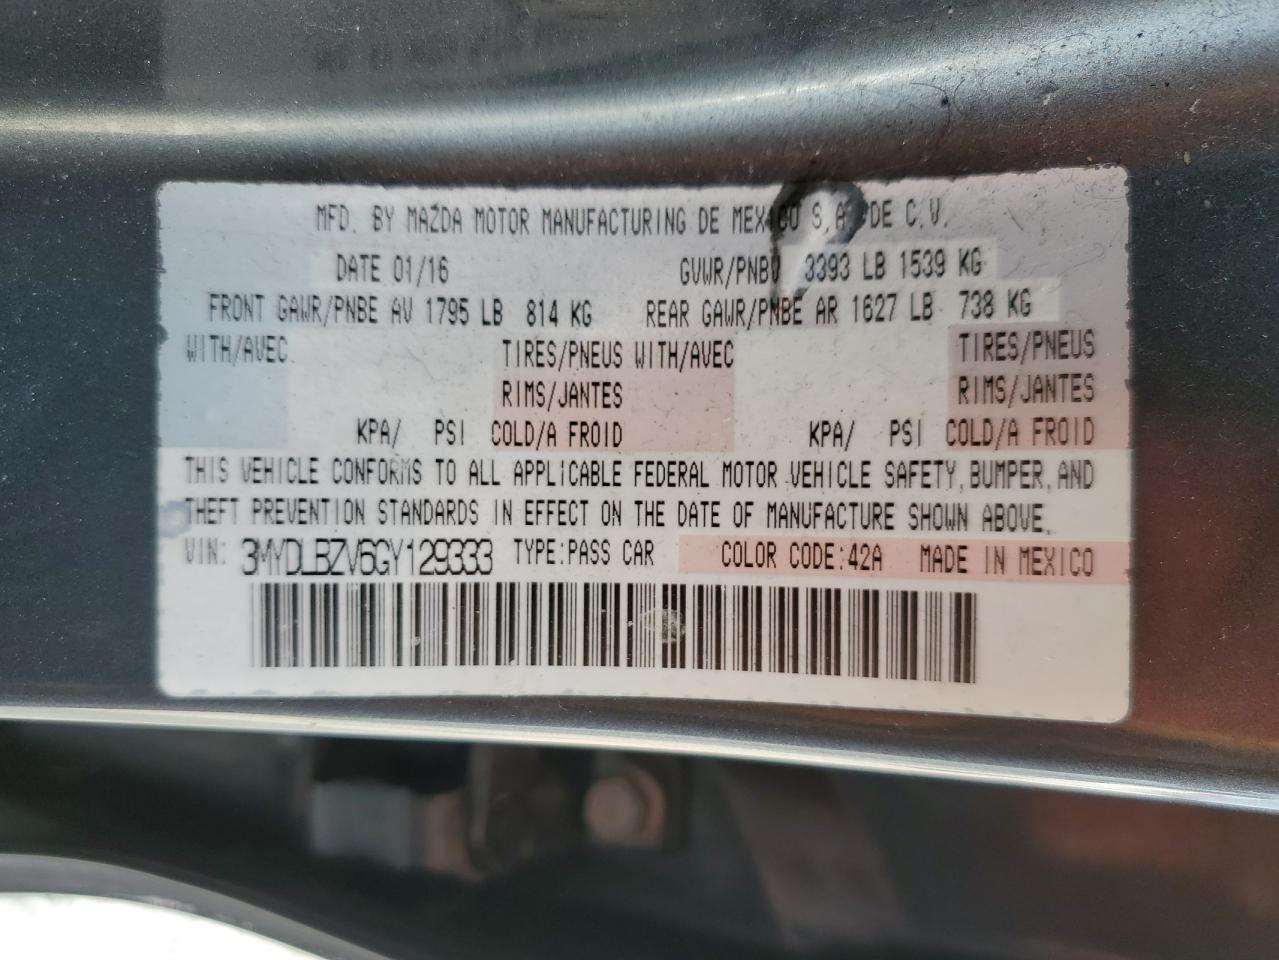 MFD. BY MAZDA MOTOR MANUFACTURING DE MEXICO S.A. DE C.V.
DATE 01/16 GVWR/PNBV 3393 LB 1539 KG
FRONT GAWR/PNBE AV 1795 LB 814 KG REAR GAWR/PNBE AR 1627 LB 738 KG
WITH/AVEC TIRES/PNEUS WITH/AVEC TIRES/PNEUS
RIMS/JANTES RIMS/JANTES
KPA/ PSI COLD/A FROID KPA/ PSI COLD/A FROID
THIS VEHICLE CONFORMS TO ALL APPLICABLE FEDERAL MOTOR VEHICLE SAFETY, BUMPER, AND
THEFT PREVENTION STANDARDS IN EFFECT ON THE DATE OF MANUFACTURE SHOWN ABOVE.
VIN: 3MYDLBZV6GY129333 TYPE:PASS CAR COLOR CODE:42A MADE IN MEXICO